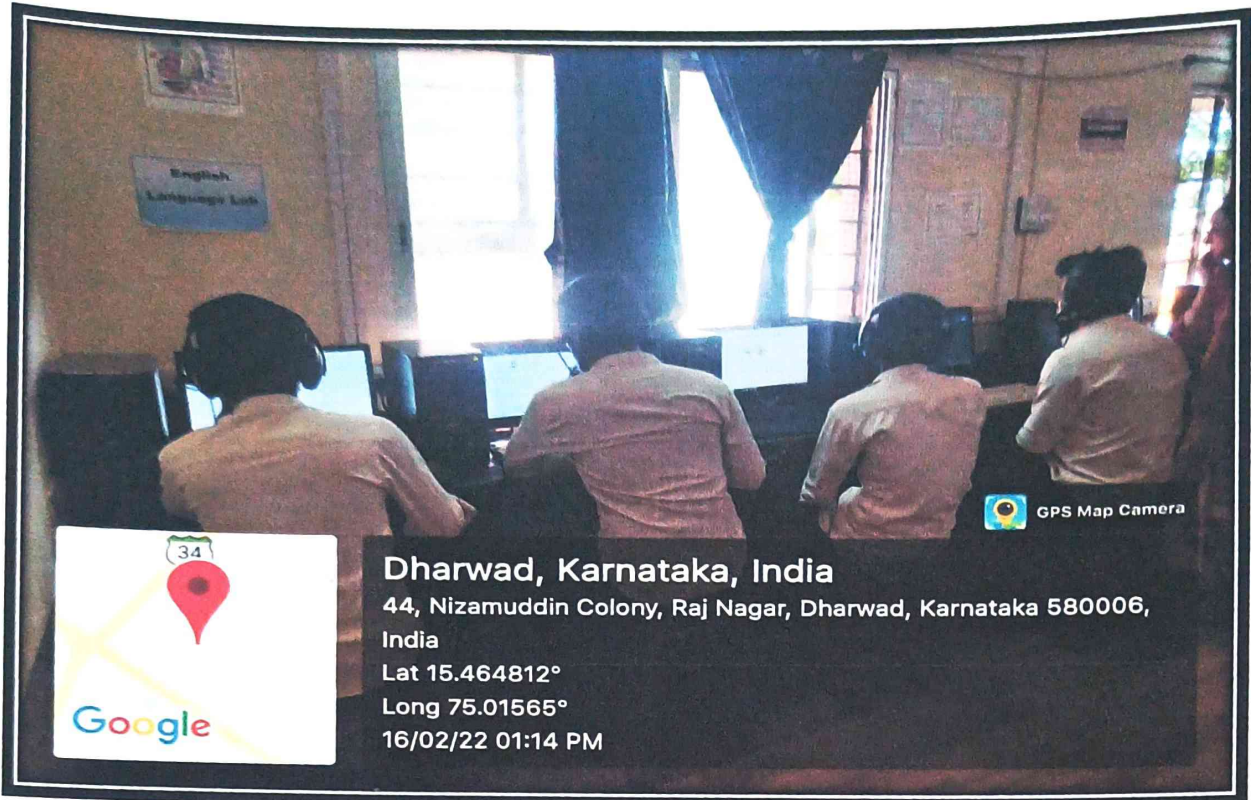 English
Language Lab
GPS Map Camera
34
Dharwad, Karnataka, India
44, Nizamuddin Colony, Raj Nagar, Dharwad, Karnataka 580006,
India
Lat 15.464812°
Long 75.01565°
16/02/22 01:14 PM
Google